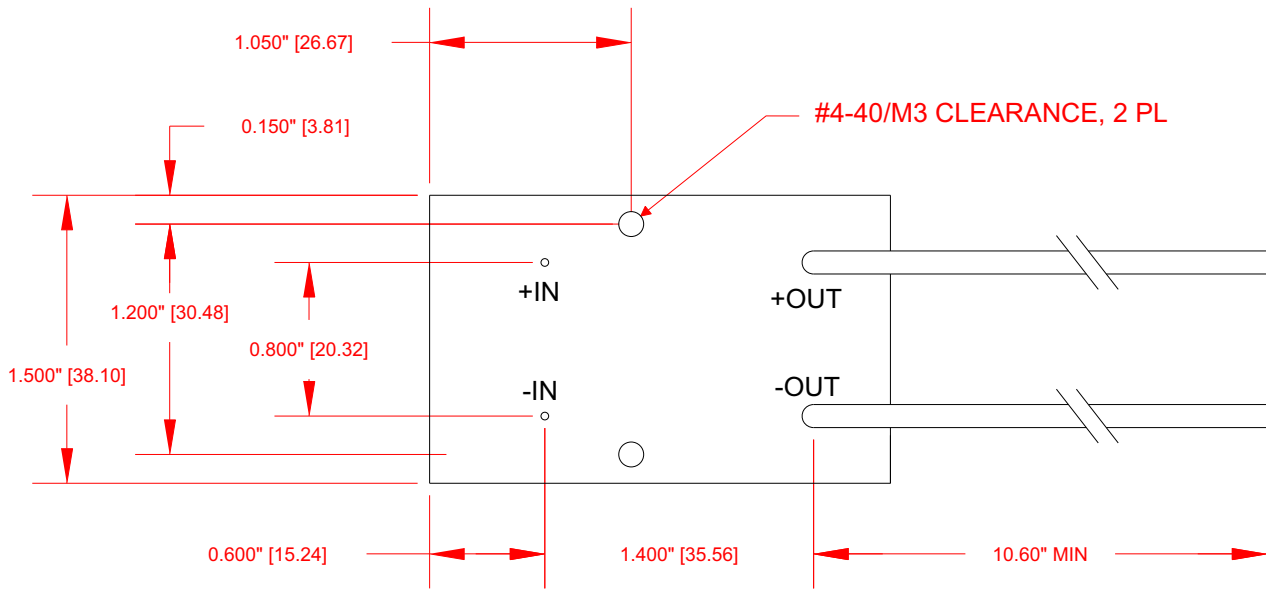 1.050" [26.67]
#4-40/M3 CLEARANCE, 2 PL
0.150" [3.81]
+IN
+OUT
1.200" [30.48]
0.800" [20.32]
1.500" [38.10]
-IN
-OUT
0.600" [15.24]
1.400" [35.56]
10.60" MIN